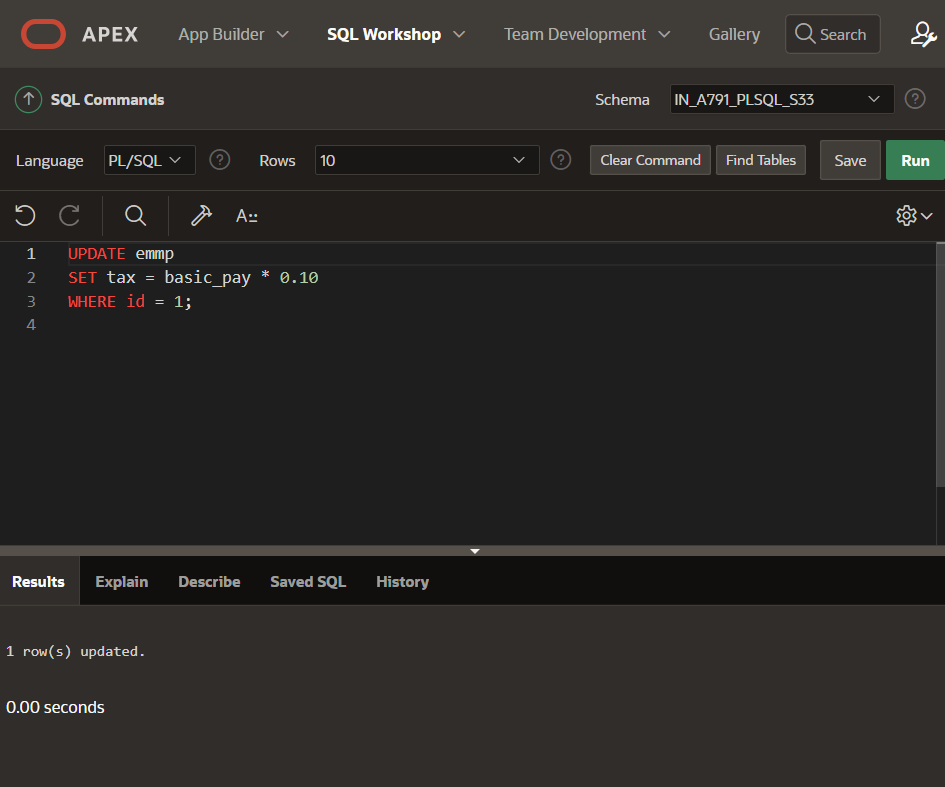 APEX App Builder SQL Workshop Team Development Gallery Search
SQL Commands Schema IN_A791_PLSQL_S33 ?
Language PL/SQL ? Rows 10 ? Clear Command Find Tables Save Run
A::
1 UPDATE emmp
2 SET tax = basic_pay * 0.10
3 WHERE id = 1;
4
Results Explain Describe Saved SQL History
1 row(s) updated.
0.00 seconds